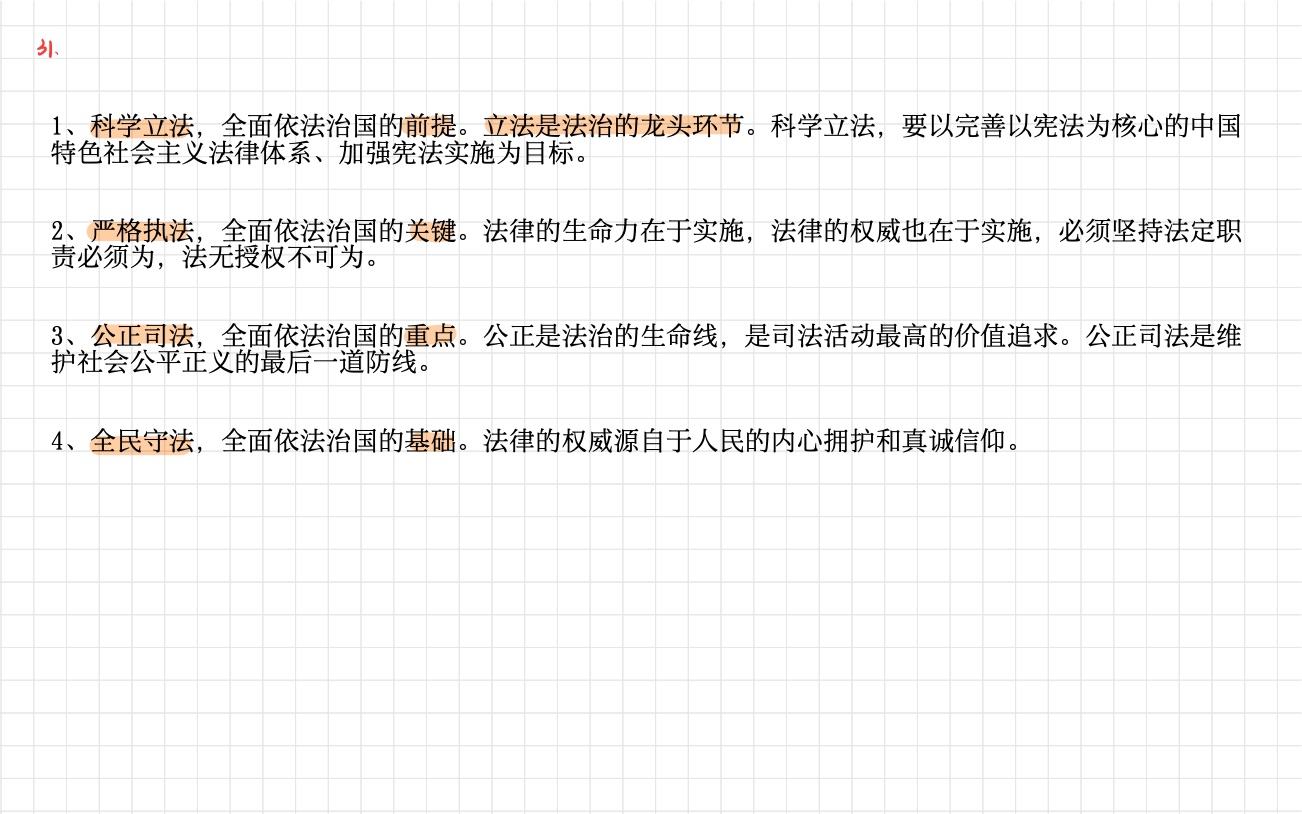 31、
1、科学立法，全面依法治国的前提。立法是法治的龙头环节。科学立法，要以完善以宪法为核心的中国
特色社会主义法律体系、加强宪法实施为目标。
2、严格执法，全面依法治国的关键。法律的生命力在于实施，法律的权威也在于实施，必须坚持法定职
责必须为，法无授权不可为。
3、公正司法，全面依法治国的重点。公正是法治的生命线，是司法活动最高的价值追求。公正司法是维
护社会公平正义的最后一道防线。
4、全民守法，全面依法治国的基础。法律的权威源自于人民的内心拥护和真诚信仰。